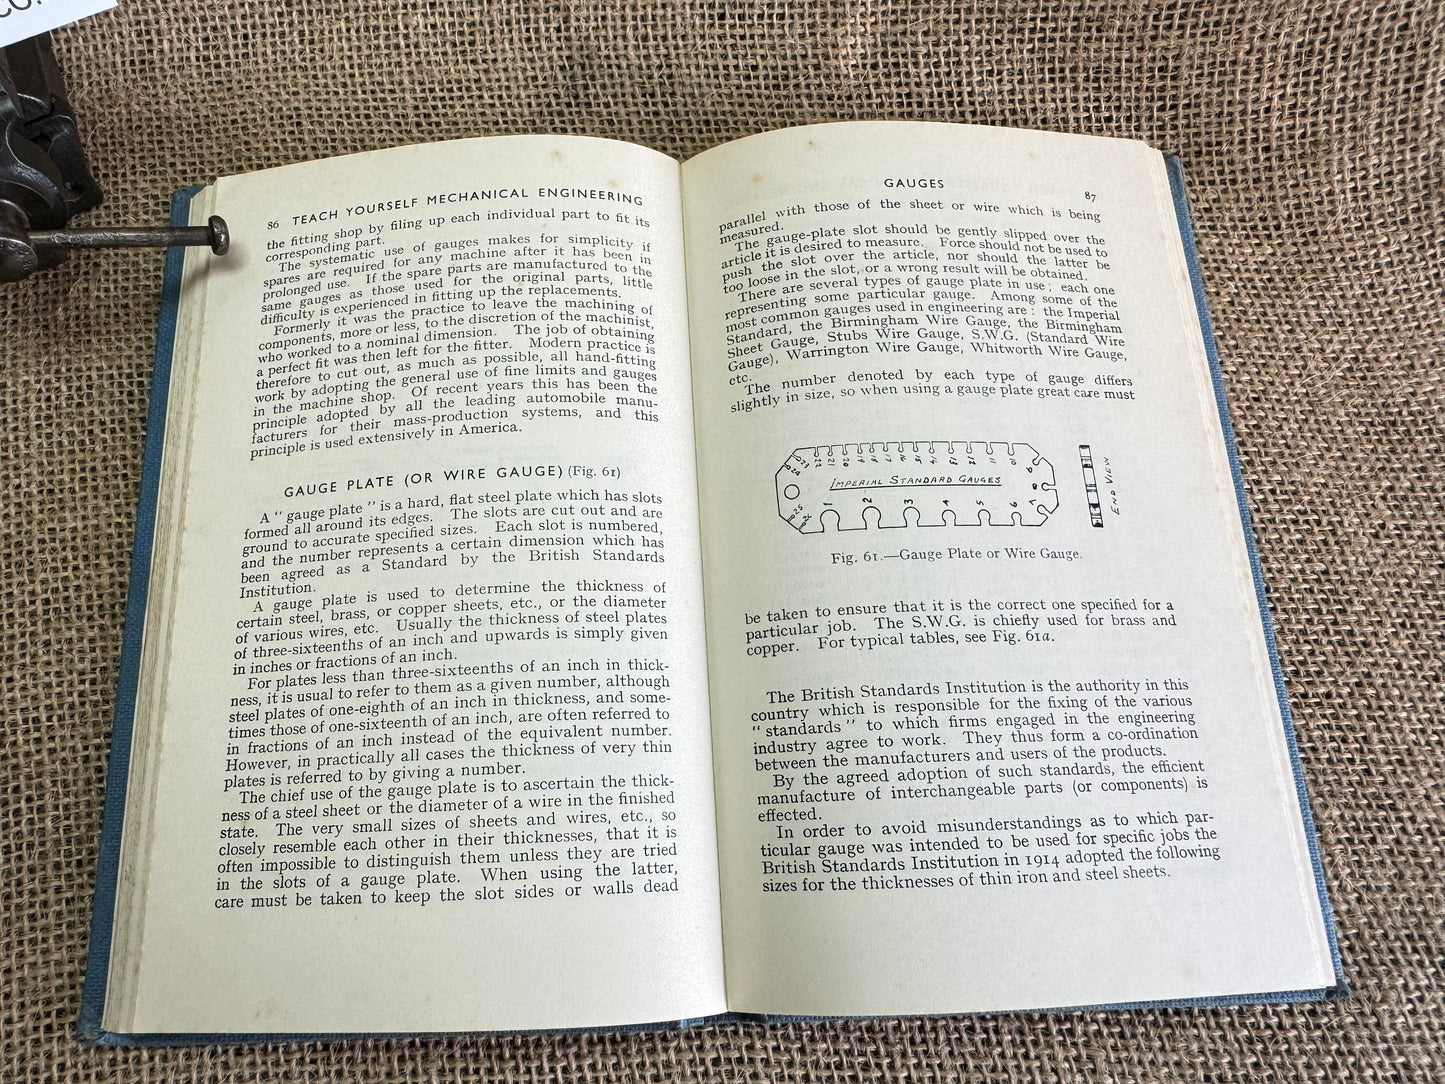 CO.
86 TEACH YOURSELF MECHANICAL ENGINEERING
the fitting shop by filing up each individual part to fit its
corresponding part.
The systematic use of gauges makes for simplicity if
spares are required for any machine after it has been in
prolonged use. If the spare parts are manufactured to the
same gauges as those used for the original parts, little
difficulty is experienced in fitting up the replacements.
Formerly it was the practice to leave the machining of
components, more or less, to the discretion of the machinist,
who worked to a nominal dimension. The job of obtaining
a perfect fit was then left for the fitter. Modern practice is
therefore to cut out, as much as possible, all hand-fitting
work by adopting the general use of fine limits and gauges
in the machine shop. Of recent years this has been the
principle adopted by all the leading automobile manu-
facturers for their mass-production systems, and this
principle is used extensively in America.
GAUGE PLATE (OR WIRE GAUGE) (Fig. 61)
A “ gauge plate ” is a hard, flat steel plate which has slots
formed all around its edges. The slots are cut out and are
ground to accurate specified sizes. Each slot is numbered,
and the number represents a certain dimension which has
been agreed as a Standard by the British Standards
Institution.
A gauge plate is used to determine the thickness of
certain steel, brass, or copper sheets, etc., or the diameter
of various wires, etc. Usually the thickness of steel plates
of three-sixteenths of an inch and upwards is simply given
in inches or fractions of an inch.
For plates less than three-sixteenths of an inch in thick-
ness, it is usual to refer to them as a given number, although
steel plates of one-eighth of an inch in thickness, and some-
times those of one-sixteenth of an inch, are often referred to
in fractions of an inch instead of the equivalent number.
However, in practically all cases the thickness of very thin
plates is referred to by giving a number.
The chief use of the gauge plate is to ascertain the thick-
ness of a steel sheet or the diameter of a wire in the finished
state. The very small sizes of sheets and wires, etc., so
closely resemble each other in their thicknesses, that it is
often impossible to distinguish them unless they are tried
in the slots of a gauge plate. When using the latter,
care must be taken to keep the slot sides or walls dead
GAUGES 87
parallel with those of the sheet or wire which is being
measured.
The gauge-plate slot should be gently slipped over the
article it is desired to measure. Force should not be used to
push the slot over the article, nor should the latter be
too loose in the slot, or a wrong result will be obtained.
There are several types of gauge plate in use ; each one
representing some particular gauge. Among some of the
most common gauges used in engineering are : the Imperial
Standard, the Birmingham Wire Gauge, the Birmingham
Sheet Gauge, Stubs Wire Gauge, S.W.G. (Standard Wire
Gauge), Warrington Wire Gauge, Whitworth Wire Gauge,
etc.
The number denoted by each type of gauge differs
slightly in size, so when using a gauge plate great care must
24 23 22 21 20 19 18 17 16 15 14 13 12 11 10 9
IMPERIAL STANDARD GAUGES
8
25 26 1 2 3 4 5 6 7
END VIEW
Fig. 61.—Gauge Plate or Wire Gauge.
be taken to ensure that it is the correct one specified for a
particular job. The S.W.G. is chiefly used for brass and
copper. For typical tables, see Fig. 61a.
The British Standards Institution is the authority in this
country which is responsible for the fixing of the various
“ standards ” to which firms engaged in the engineering
industry agree to work. They thus form a co-ordination
between the manufacturers and users of the products.
By the agreed adoption of such standards, the efficient
manufacture of interchangeable parts (or components) is
effected.
In order to avoid misunderstandings as to which par-
ticular gauge was intended to be used for specific jobs the
British Standards Institution in 1914 adopted the following
sizes for the thicknesses of thin iron and steel sheets.